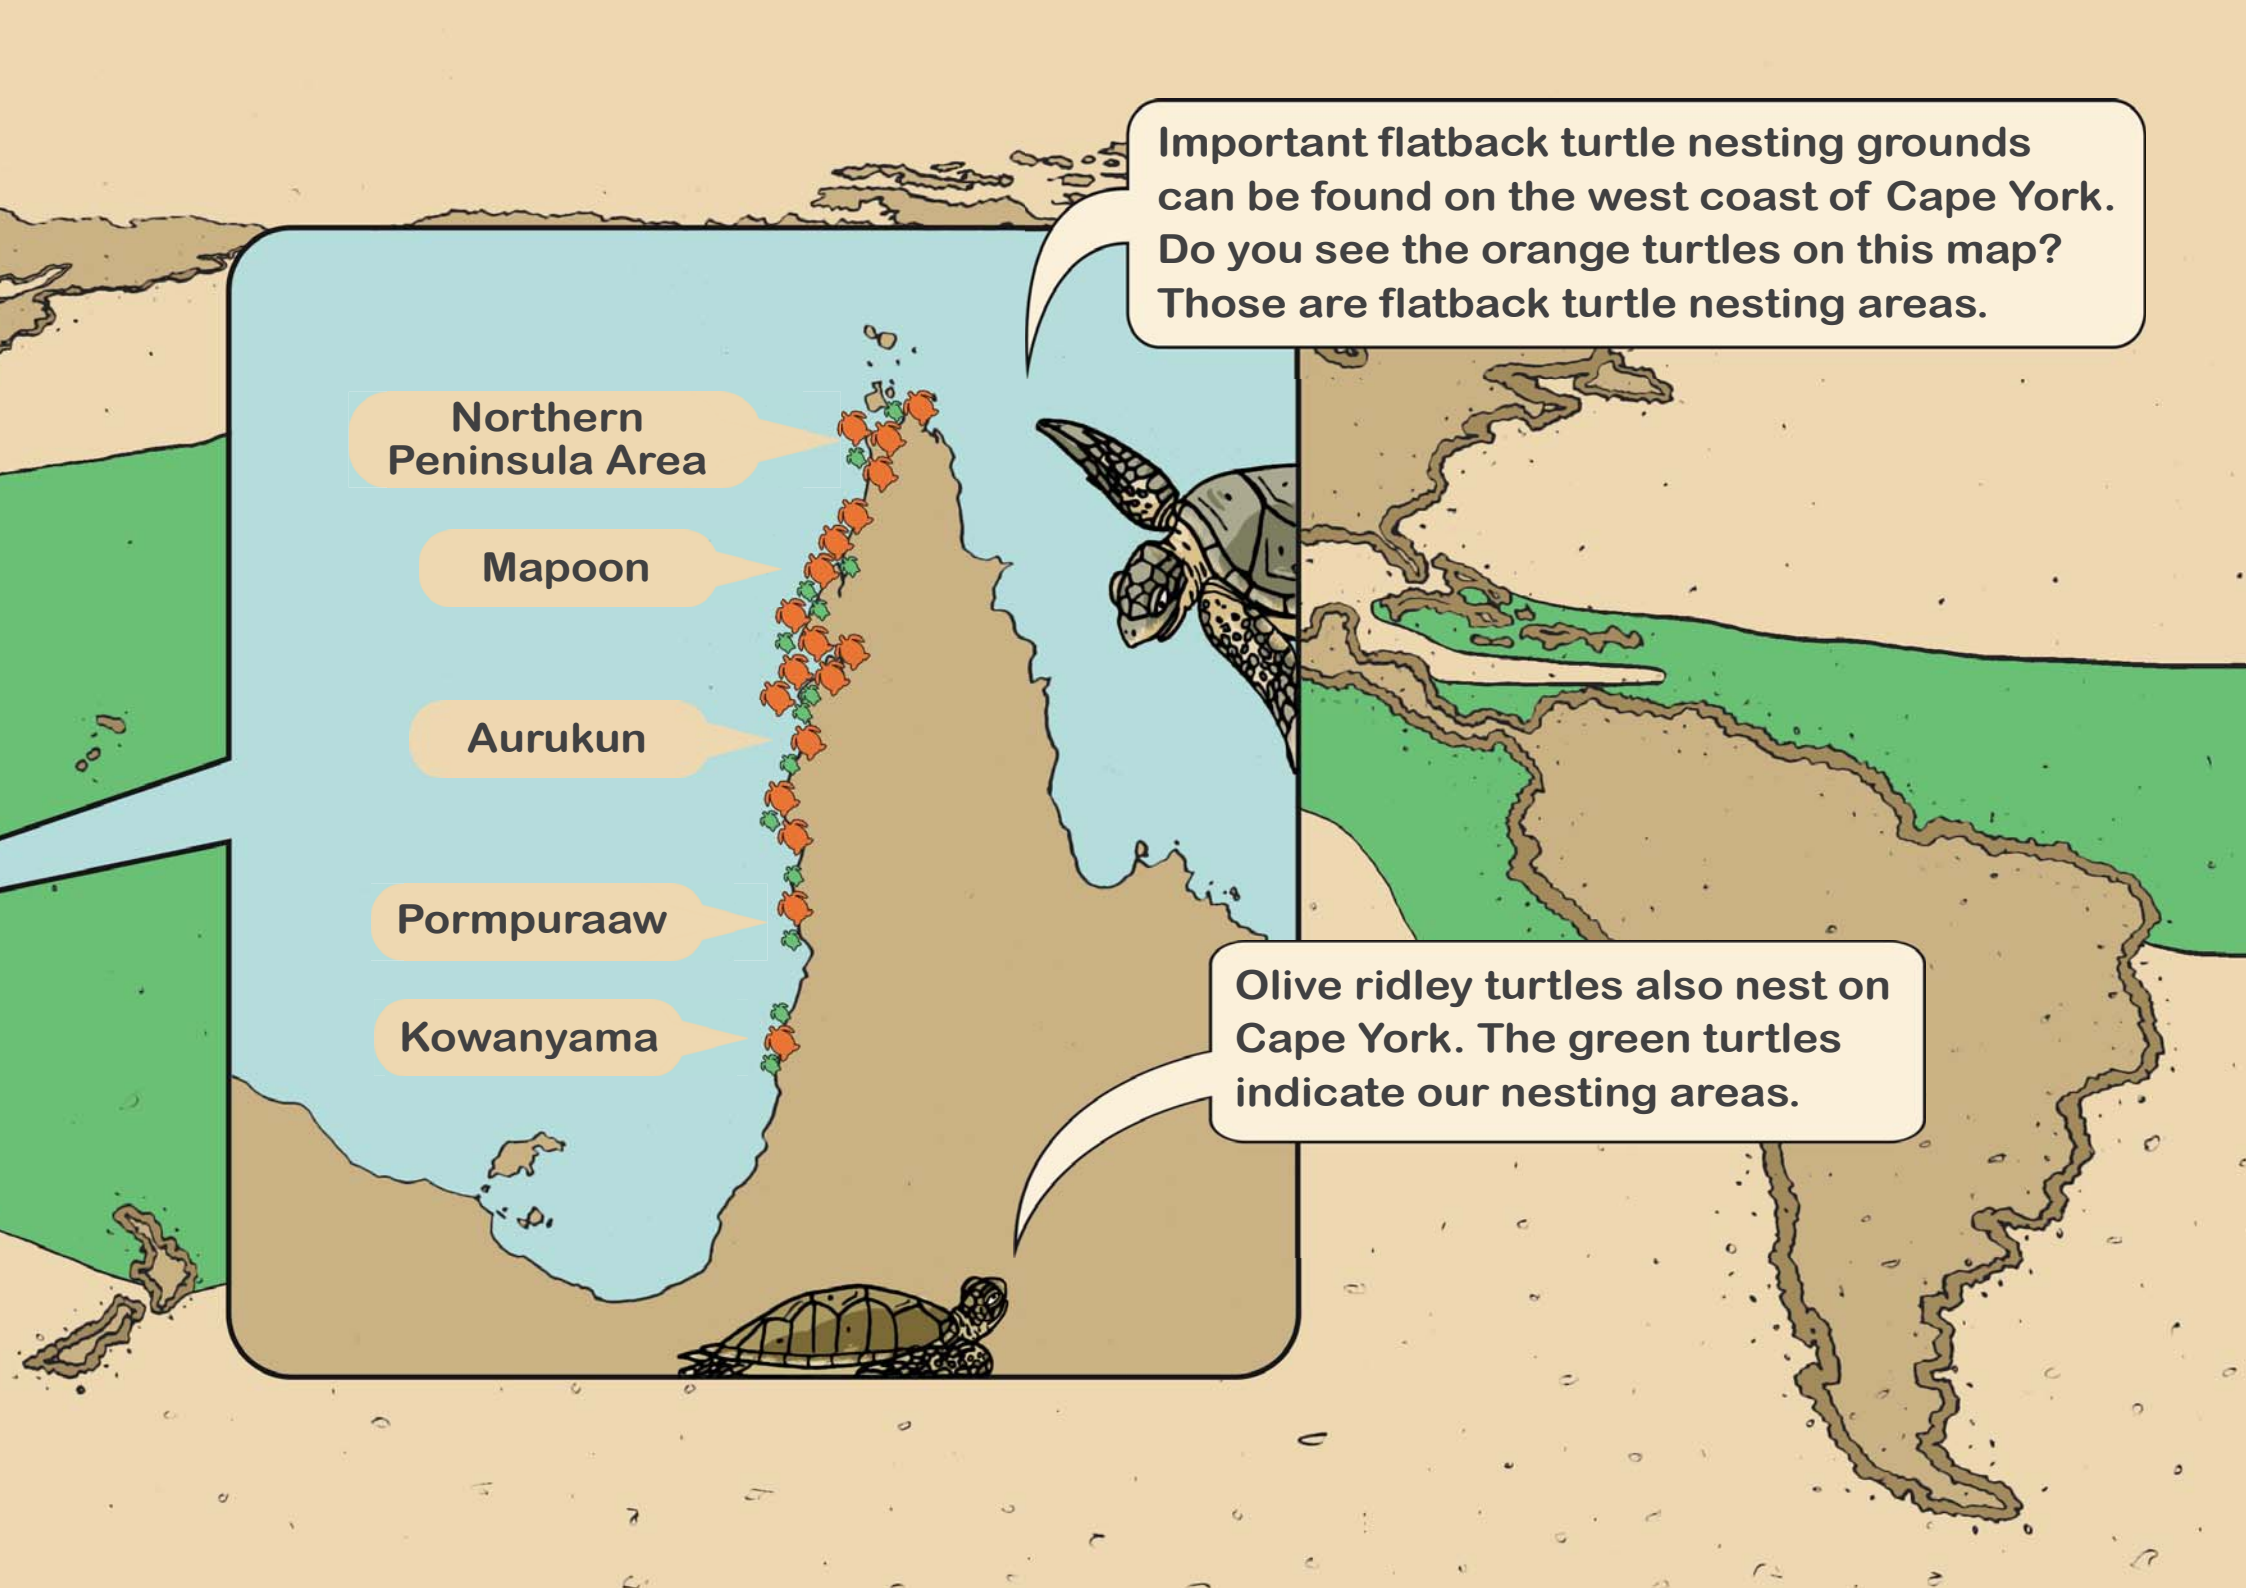 Important flatback turtle nesting grounds
can be found on the west coast of Cape York.
Do you see the orange turtles on this map?
Those are flatback turtle nesting areas.
Northern
Peninsula Area
Mapoon
Aurukun
Pormpuraaw
Kowanyama
Olive ridley turtles also nest on
Cape York. The green turtles
indicate our nesting areas.